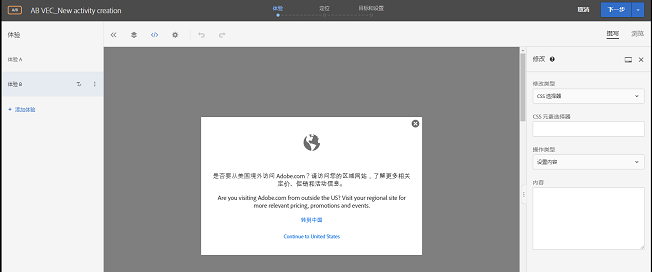 A/B
AB VEC_New activity creation
体验
定位
目标和设置
取消
下一步
体验
组写
浏览
体验 A
体验 B
+ 添加体验
修改
修改类型
CSS 选择器
CSS 元素选择器
操作类型
设置内容
内容
是否要从美国境外访问 Adobe.com？请访问您的区域网站，了解更多相关
定价、促销和活动信息。
Are you visiting Adobe.com from outside the US? Visit your regional site for
more relevant pricing, promotions and events.
转到中国
Continue to United States